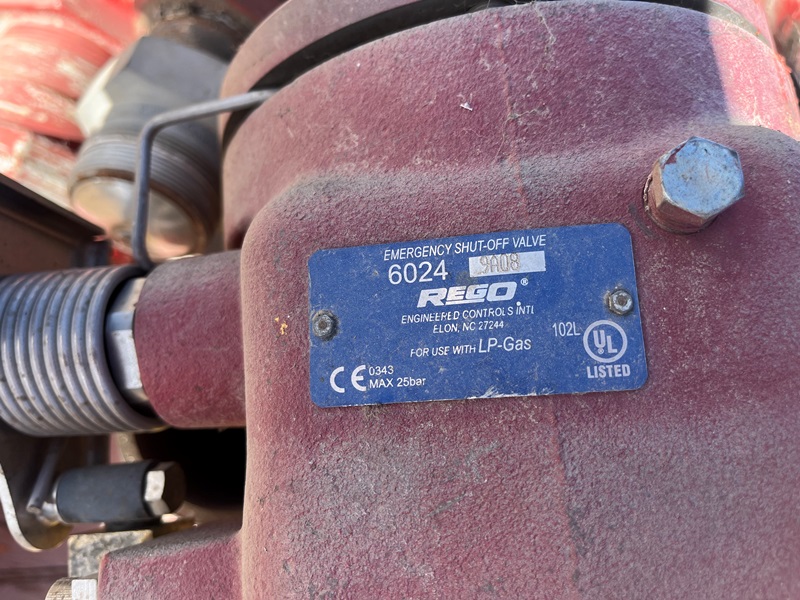 EMERGENCY SHUT-OFF VALVE
6024 9A08
REGO®
ENGINEERED CONTROLS INTL
ELON, NC 27244
FOR USE WITH LP-Gas
102L
UL
LISTED
CE 0343
MAX 25bar